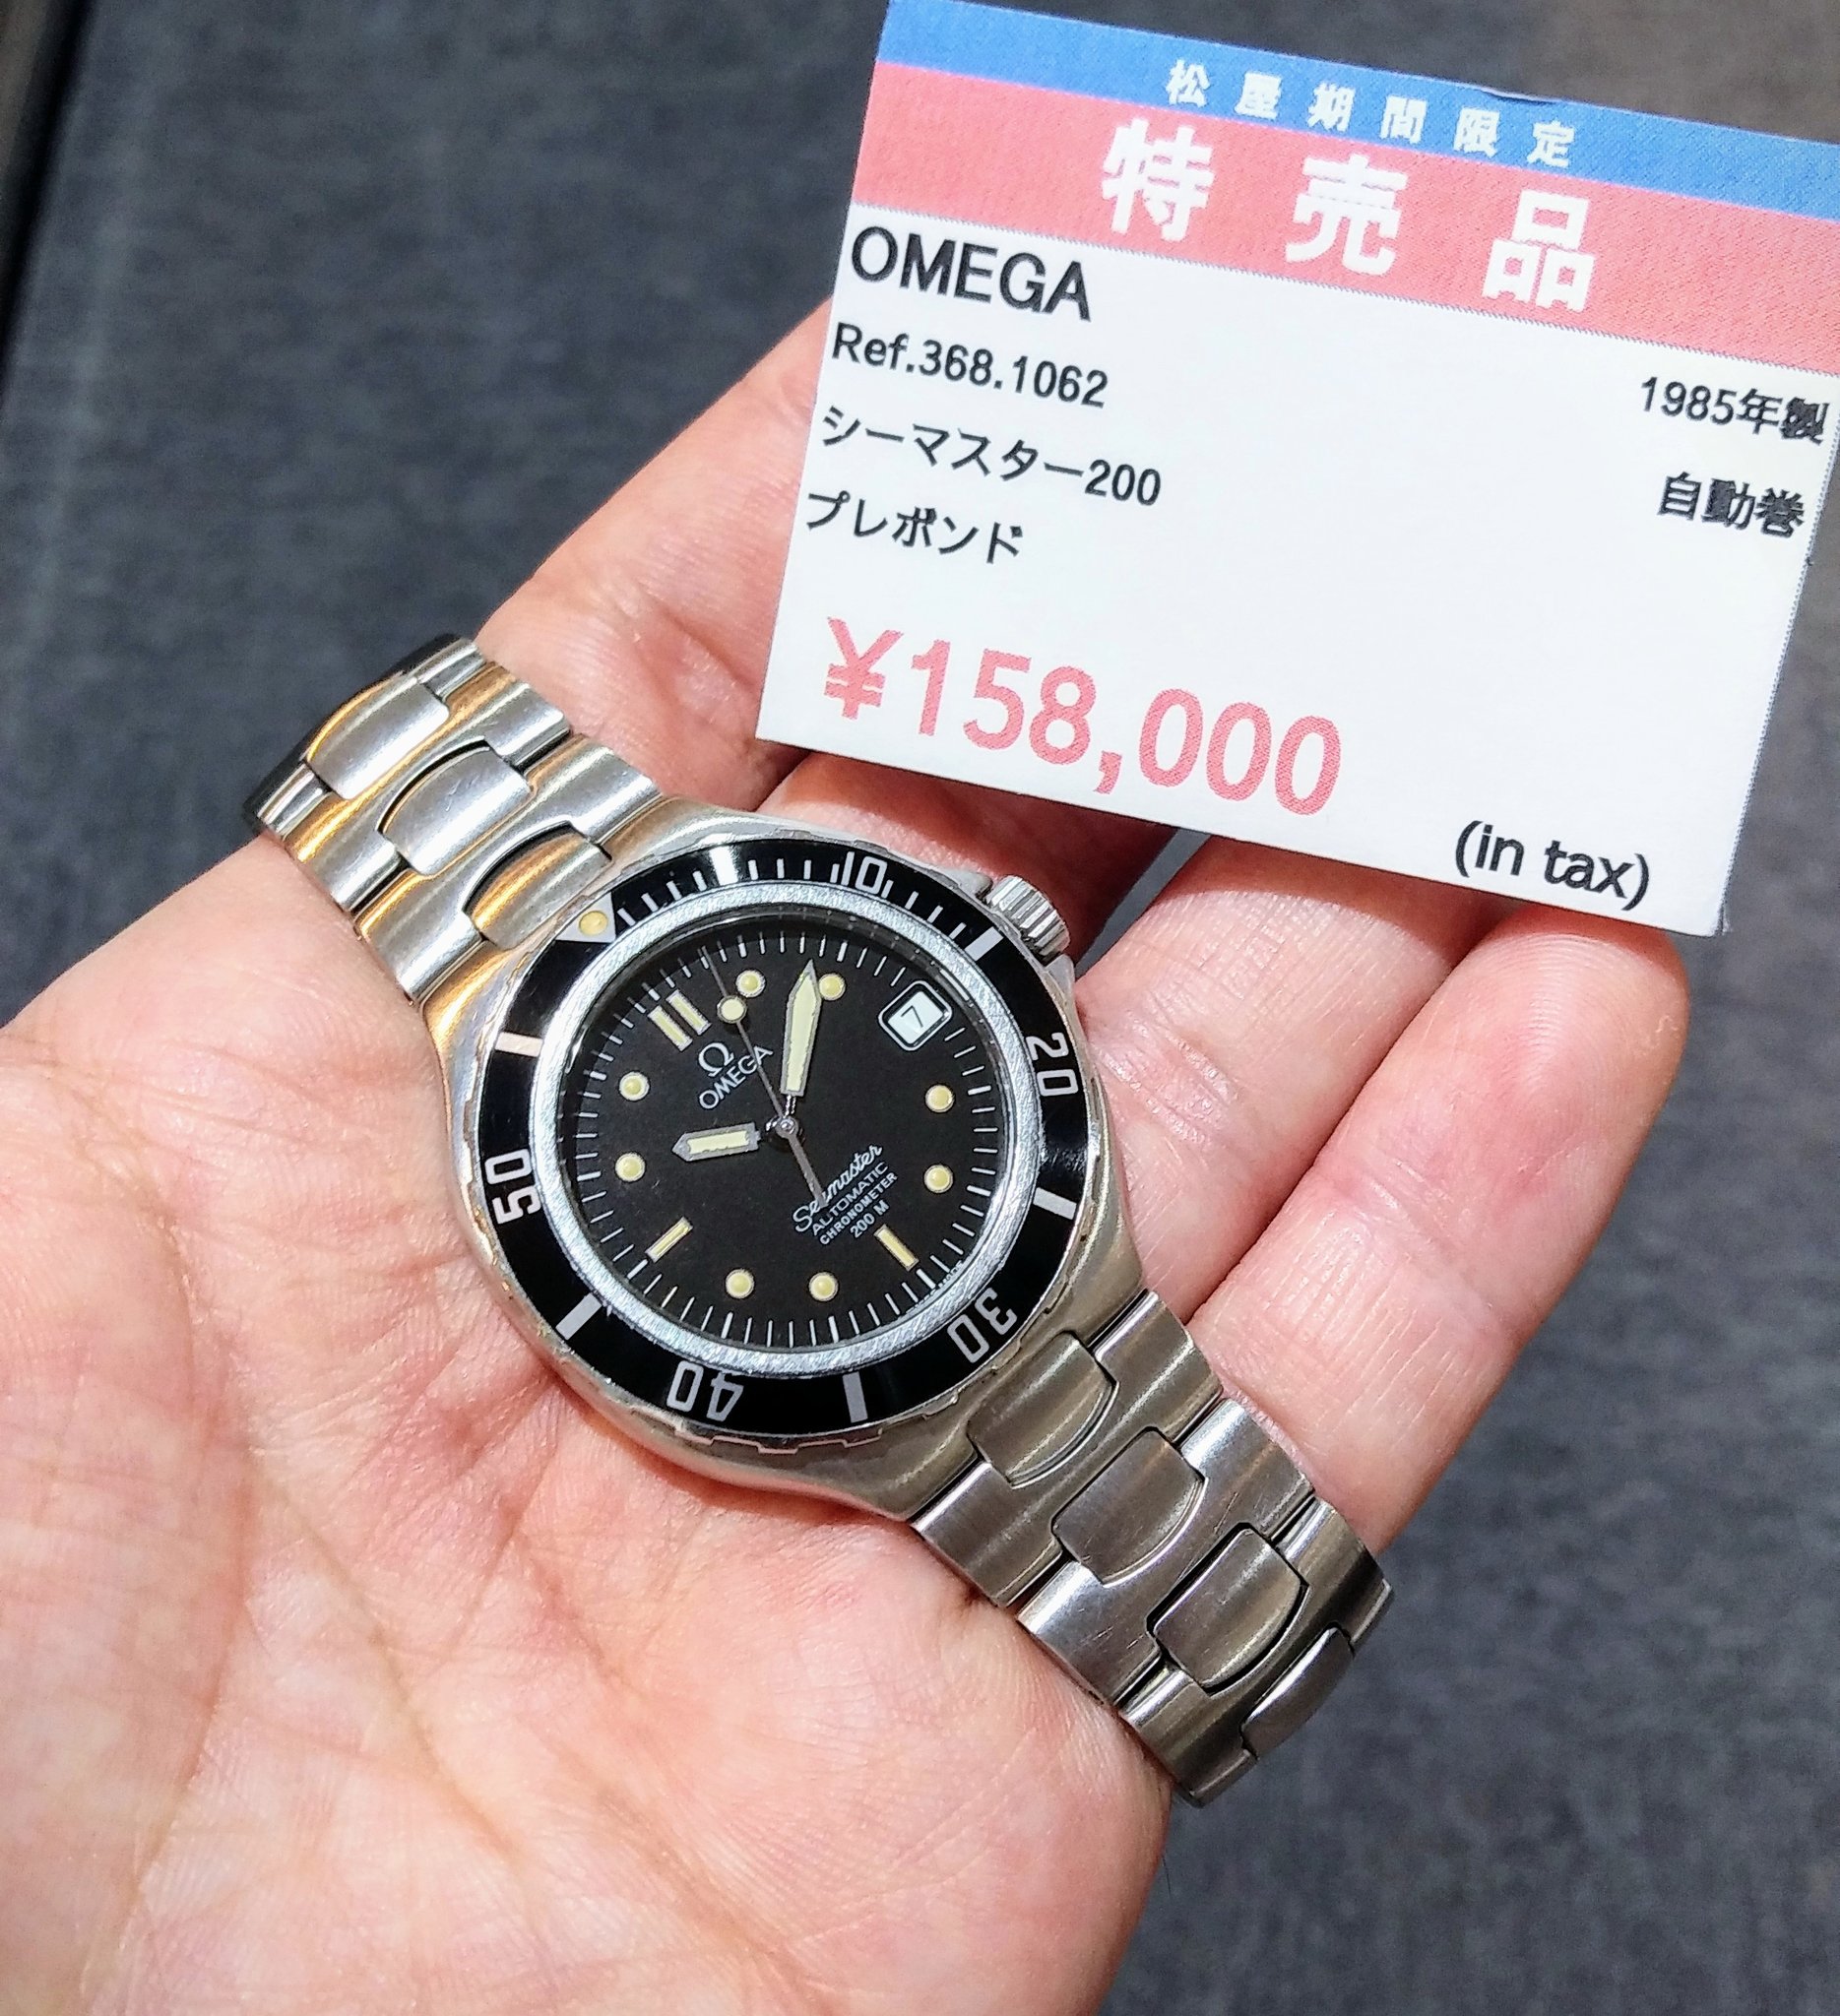 松屋期間限定
特売品
OMEGA
Ref.368.1062 1985年製
シーマスター200 自動巻
プレボンド
¥158,000
(in tax)
10
20
30
40
50
7
Ω
OMEGA
Seamaster
AUTOMATIC
CHRONOMETER
200 M